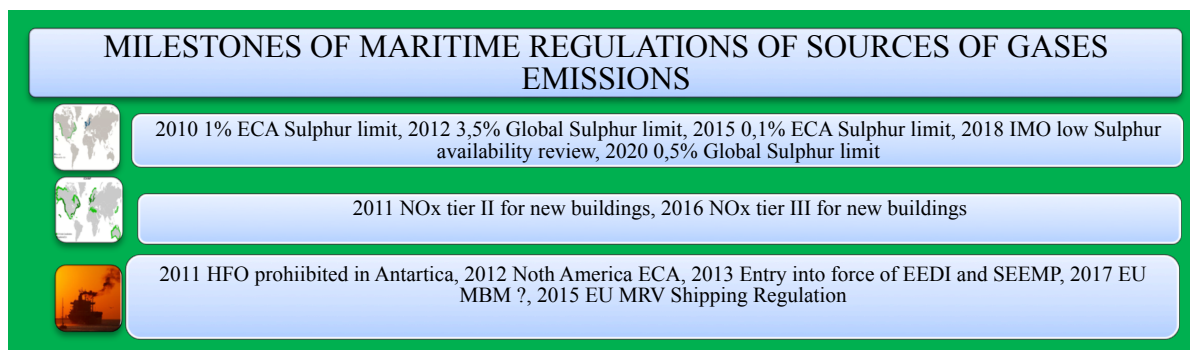 MILESTONES OF MARITIME REGULATIONS OF SOURCES OF GASES
EMISSIONS
2010 1% ECA Sulphur limit, 2012 3,5% Global Sulphur limit, 2015 0,1% ECA Sulphur limit, 2018 IMO low Sulphur
availability review, 2020 0,5% Global Sulphur limit
2011 NOx tier II for new buildings, 2016 NOx tier III for new buildings
2011 HFO prohiibited in Antartica, 2012 Noth America ECA, 2013 Entry into force of EEDI and SEEMP, 2017 EU
MBM ?, 2015 EU MRV Shipping Regulation